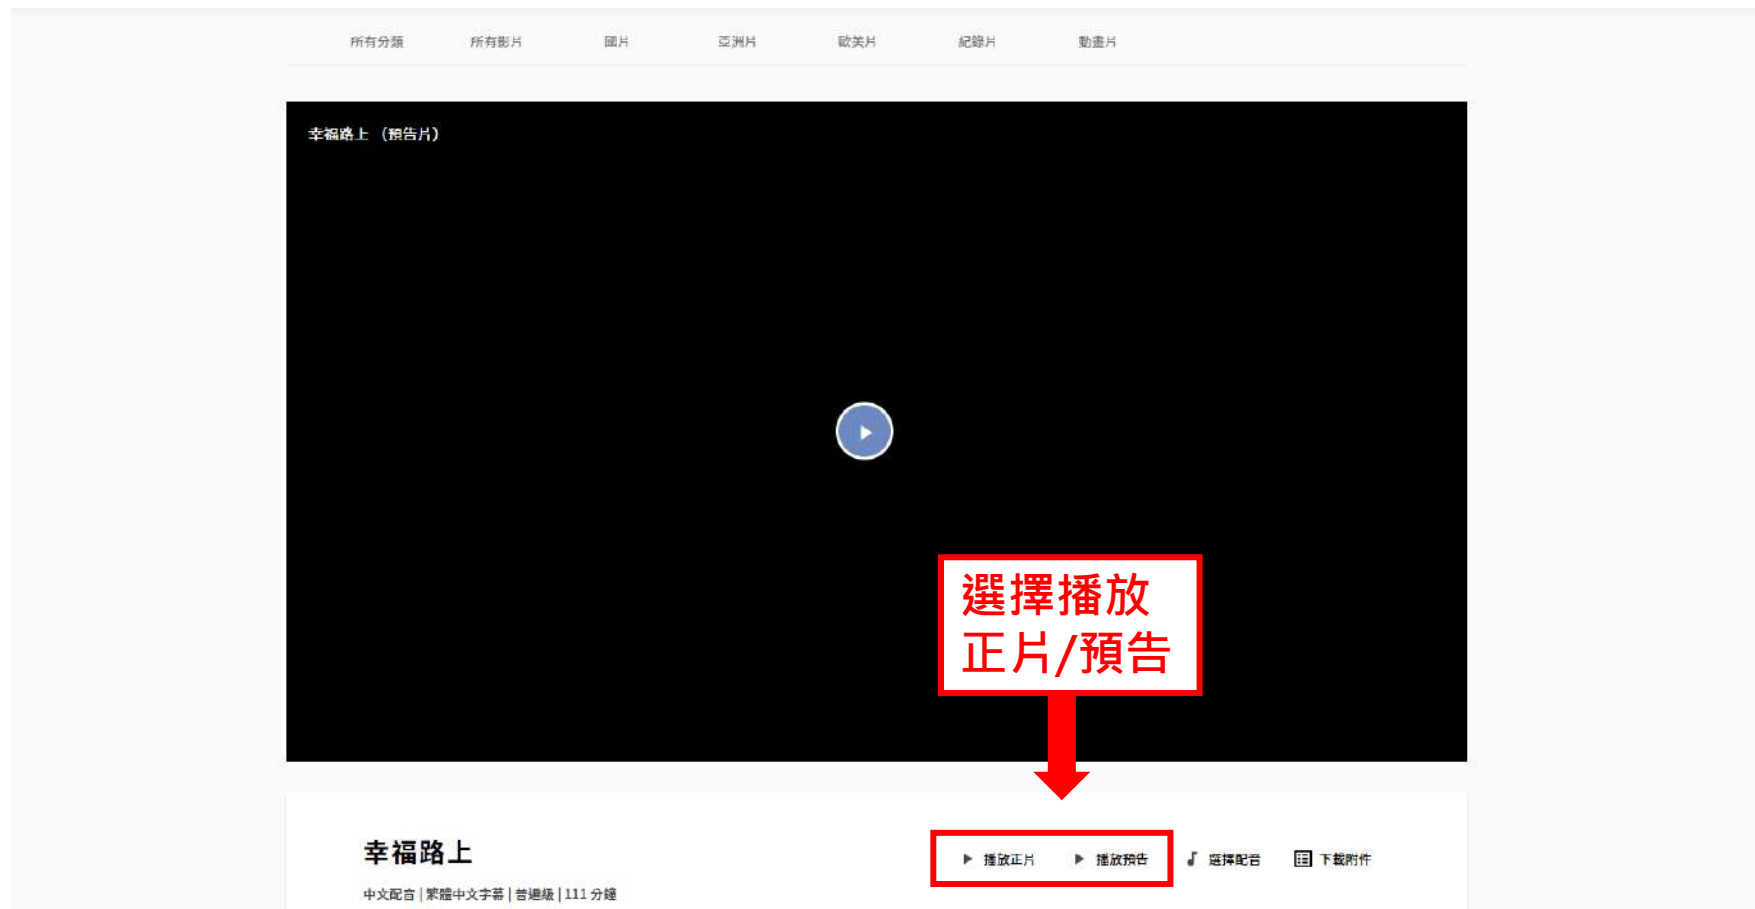 所有分類 所有影片 國片 亞洲片 歐美片 紀錄片 動畫片
幸福路上 （預告片）
選擇播放
正片/預告
幸福路上
播放正片 播放預告 選擇配音 下載附件
中文配音 | 繁體中文字幕 | 普遍級 | 111 分鐘